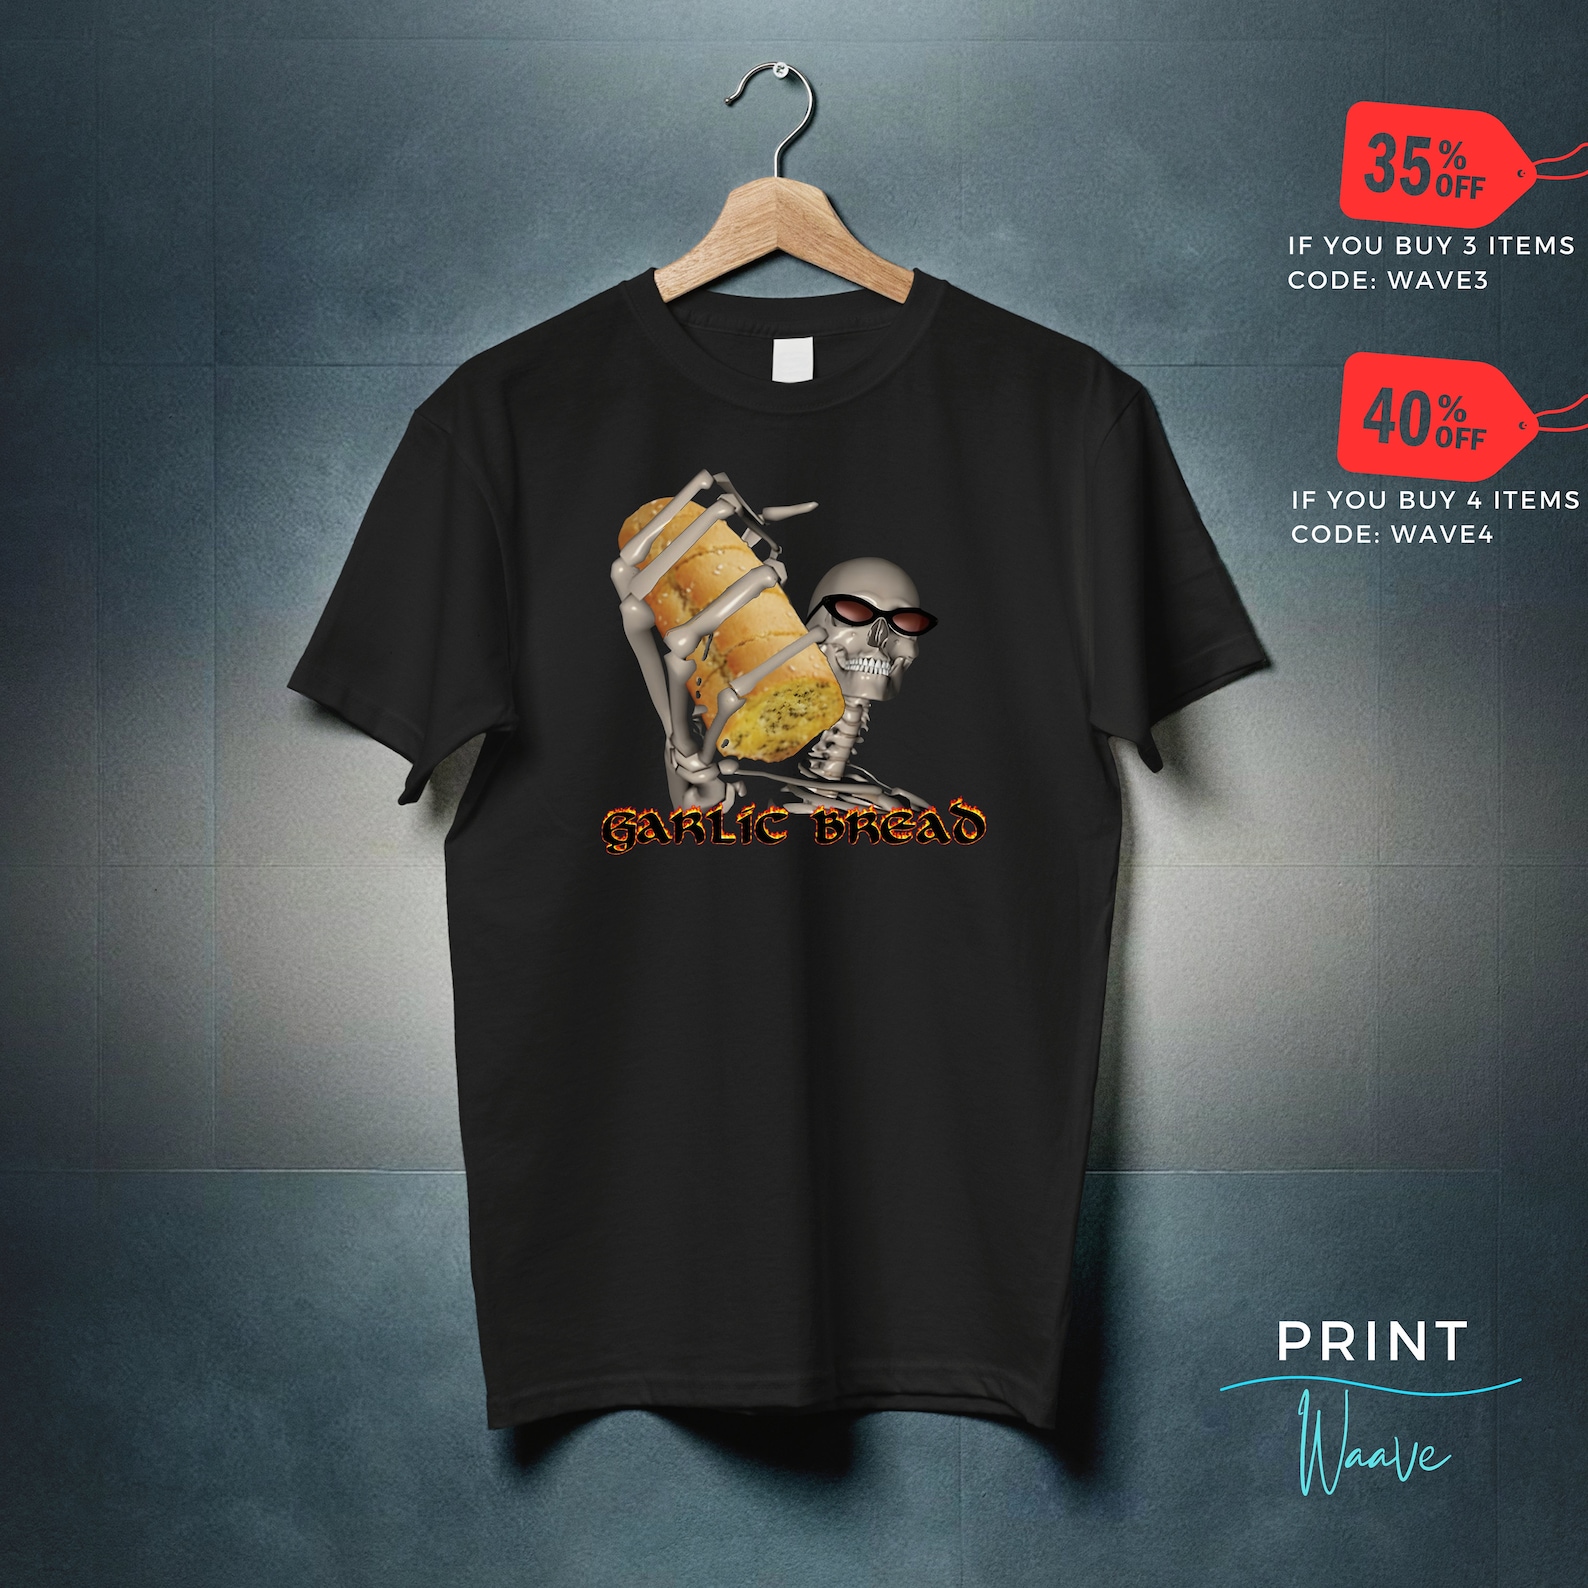 35% OFF
IF YOU BUY 3 ITEMS
CODE: WAVE3
40% OFF
IF YOU BUY 4 ITEMS
CODE: WAVE4
GARLIC BREAD
PRINT
Waave